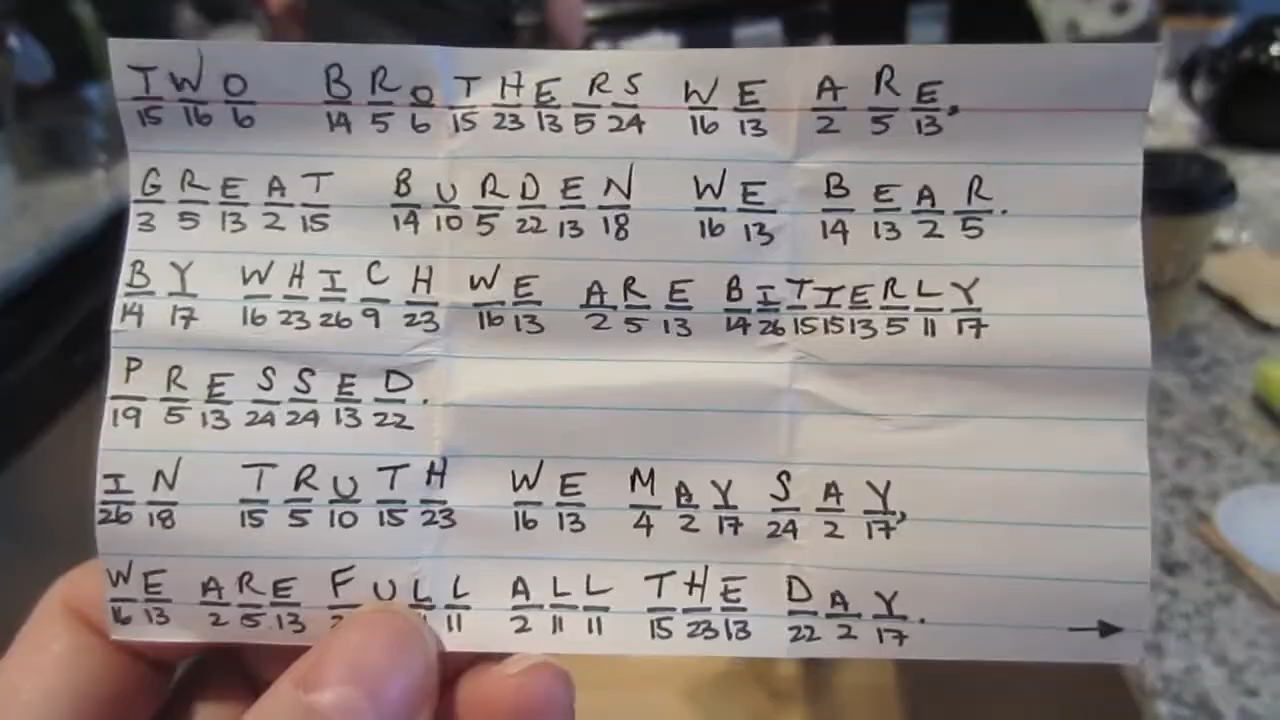 TWO BROTHERS WE ARE,
15 16 6 14 5 6 15 23 13 5 24 16 13 2 5 13
GREAT BURDEN WE BEAR.
3 5 13 2 15 14 10 5 22 13 18 16 13 14 13 2 5
BY WHICH WE ARE BITTERLY
14 17 16 23 26 9 23 16 13 2 5 13 14 26 15 15 13 5 11 17
PRESSED.
19 5 13 24 24 13 22
IN TRUTH WE MAY SAY,
26 18 15 5 10 15 23 16 13 4 2 17 24 2 17
WE ARE FULL ALL THE DAY.
16 13 2 5 13 11 2 11 11 15 23 13 22 2 17